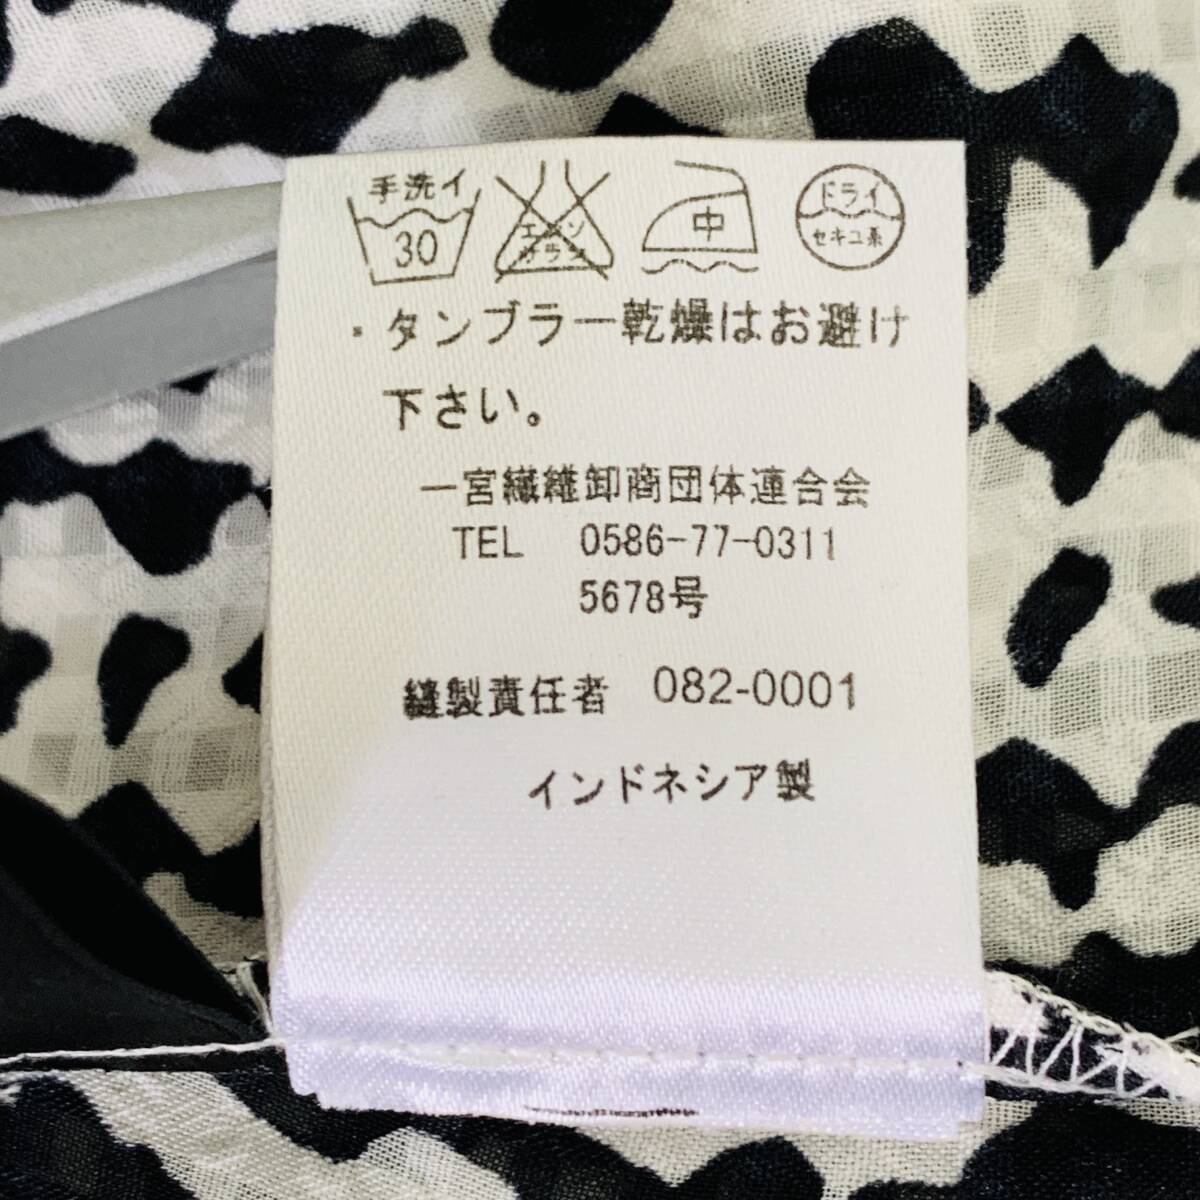 手洗イ
30
エンソ
サラシ
中
ドライ
セキユ系
・タンブラー乾燥はお避け
下さい。
一宮繊維卸商団体連合会
TEL 0586-77-0311
5678号
縫製責任者 082-0001
インドネシア製